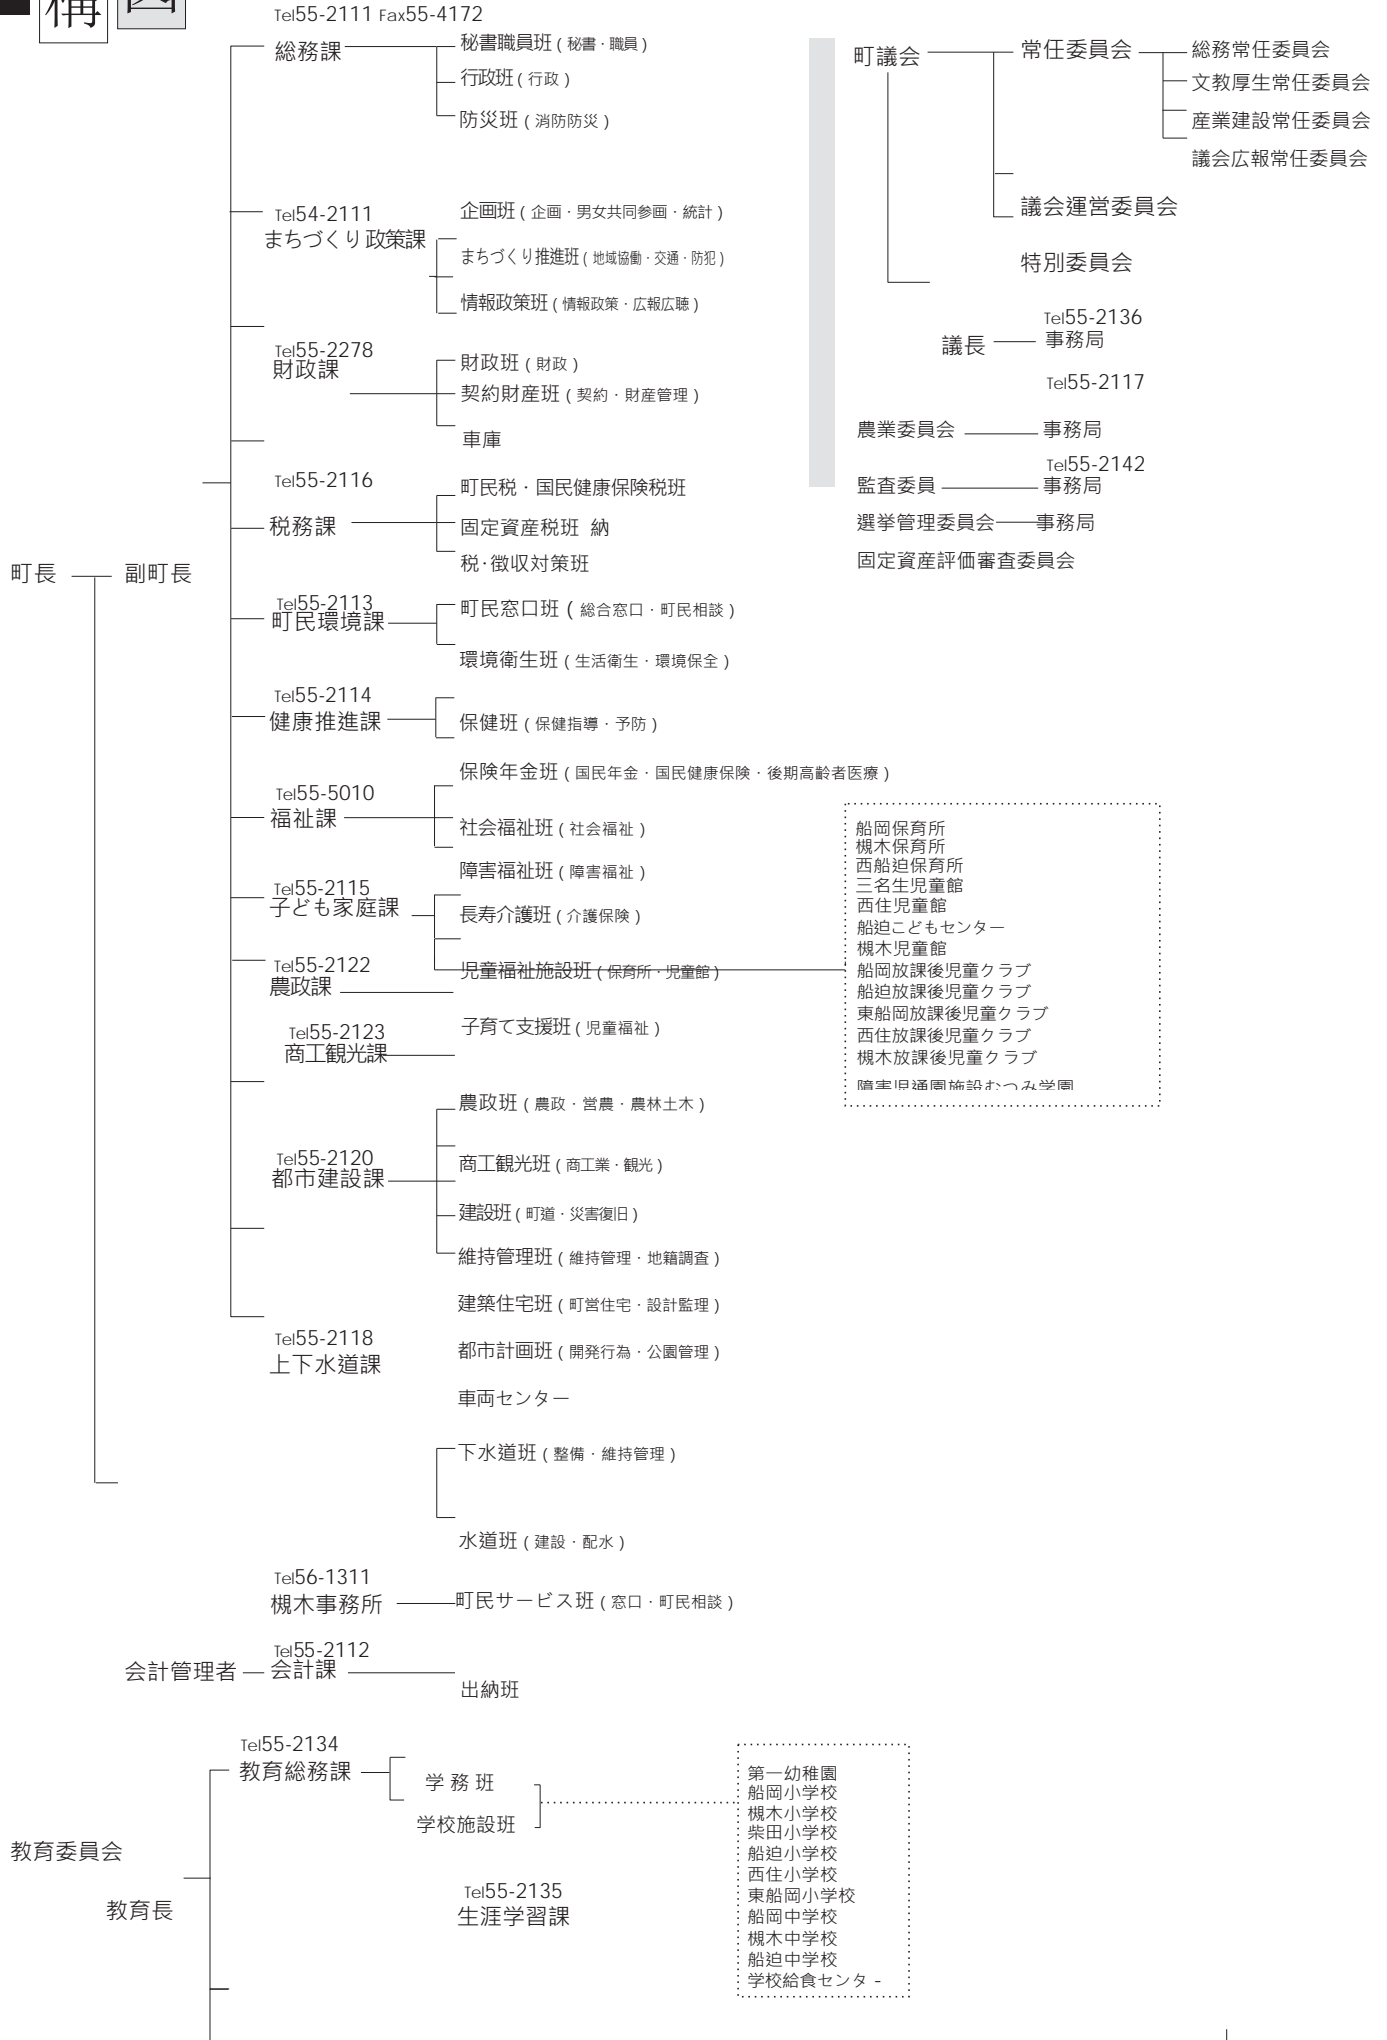 構図
Tel55-2111 Fax55-4172
総務課
秘書職員班 ( 秘書・職員 )
行政班 ( 行政 )
防災班 ( 消防防災 )
Tel54-2111
まちづくり政策課
企画班 ( 企画・男女共同参画・統計 )
まちづくり推進班 ( 地域協働・交通・防犯 )
情報政策班 ( 情報政策・広報広聴 )
Tel55-2278
財政課
財政班 ( 財政 )
契約財産班 ( 契約・財産管理 )
車庫
Tel55-2116
税務課
町民税・国民健康保険税班
固定資産税班 納
税・徴収対策班
町長
副町長
Tel55-2113
町民環境課
町民窓口班 ( 総合窓口・町民相談 )
環境衛生班 ( 生活衛生・環境保全 )
Tel55-2114
健康推進課
保健班 ( 保健指導・予防 )
保険年金班 ( 国民年金・国民健康保険・後期高齢者医療 )
Tel55-5010
福祉課
社会福祉班 ( 社会福祉 )
障害福祉班 ( 障害福祉 )
Tel55-2115
子ども家庭課
長寿介護班 ( 介護保険 )
Tel55-2122
農政課
児童福祉施設班 ( 保育所・児童館 )
Tel55-2123
商工観光課
子育て支援班 ( 児童福祉 )
農政班 ( 農政・営農・農林土木 )
Tel55-2120
都市建設課
商工観光班 ( 商工業・観光 )
建設班 ( 町道・災害復旧 )
維持管理班 ( 維持管理・地籍調査 )
建築住宅班 ( 町営住宅・設計監理 )
Tel55-2118
上下水道課
都市計画班 ( 開発行為・公園管理 )
車両センター
下水道班 ( 整備・維持管理 )
水道班 ( 建設・配水 )
Tel56-1311
槻木事務所
町民サービス班 ( 窓口・町民相談 )
会計管理者
Tel55-2112
会計課
出納班
町議会
常任委員会
総務常任委員会
文教厚生常任委員会
産業建設常任委員会
議会広報常任委員会
議会運営委員会
特別委員会
Tel55-2136
議長
事務局
Tel55-2117
農業委員会
事務局
Tel55-2142
監査委員
事務局
選挙管理委員会
事務局
固定資産評価審査委員会
船岡保育所
槻木保育所
西船迫保育所
三名生児童館
西住児童館
船迫こどもセンター
槻木児童館
船岡放課後児童クラブ
船迫放課後児童クラブ
東船岡放課後児童クラブ
西住放課後児童クラブ
槻木放課後児童クラブ
障害児通園施設むつみ学園
Tel55-2134
教育総務課
学 務 班
学校施設班
教育委員会
教育長
Tel55-2135
生涯学習課
第一幼稚園
船岡小学校
槻木小学校
柴田小学校
船迫小学校
西住小学校
東船岡小学校
船岡中学校
槻木中学校
船迫中学校
学校給食センタ -